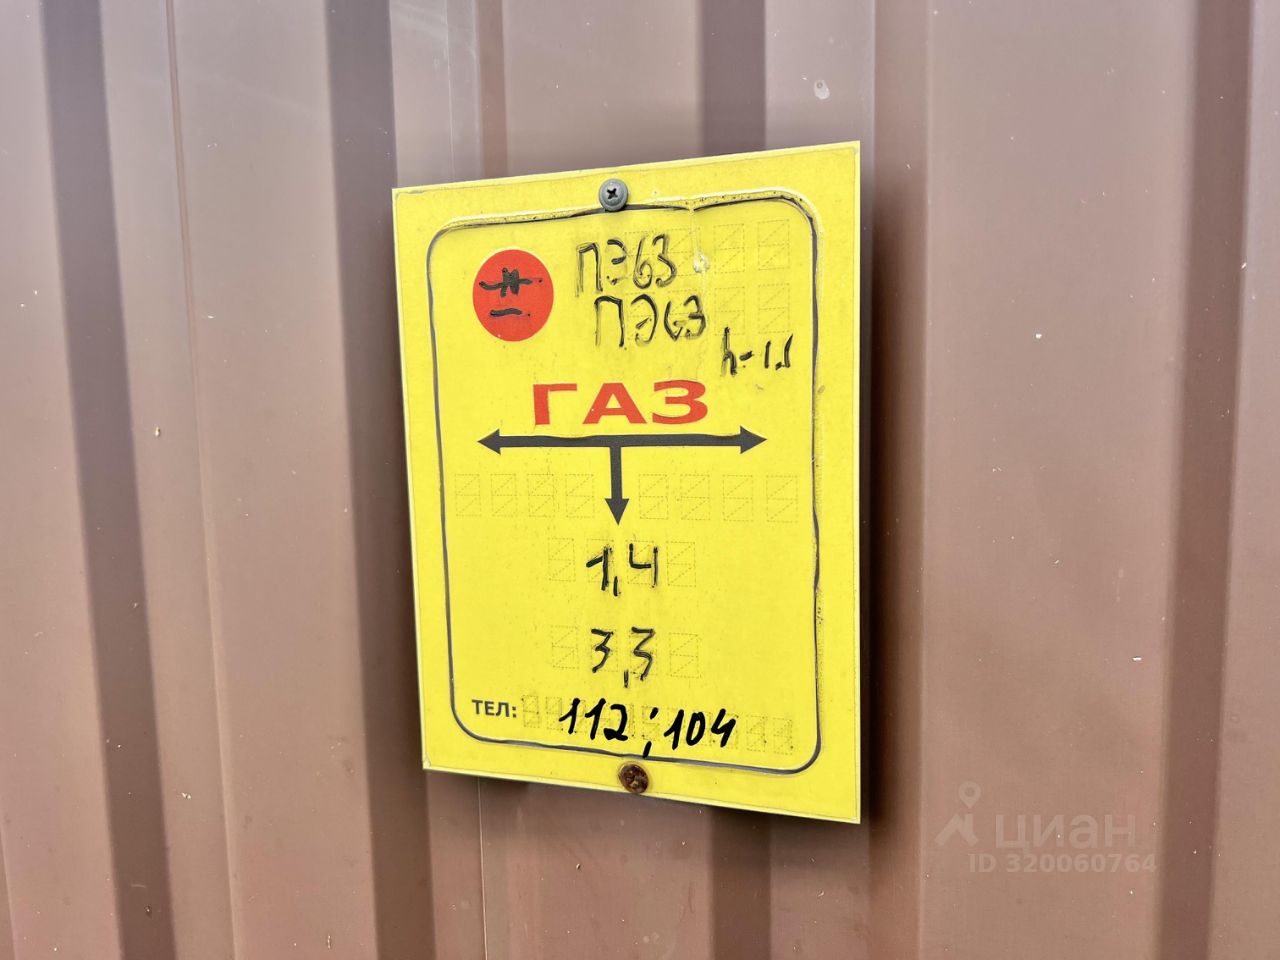 ПЭ63
ПЭ63
h-1.1
ГАЗ
1,4
3,3
ТЕЛ: 112; 104
циан
ID 320060764